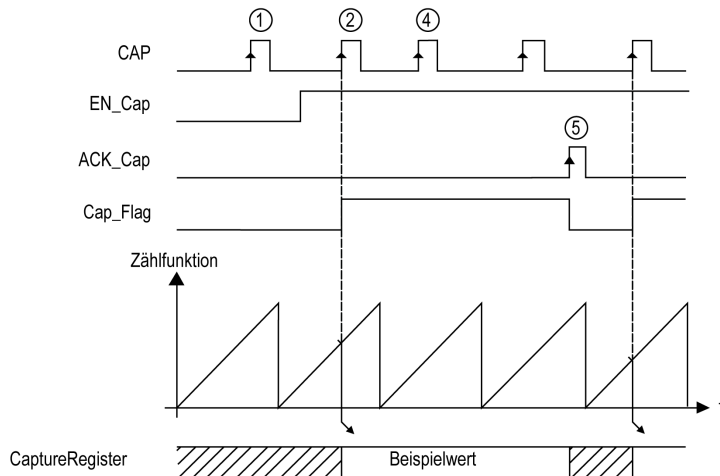 ① ② ④
CAP
EN_Cap
⑤
ACK_Cap
Cap_Flag
Zählfunktion
CaptureRegister Beispielwert